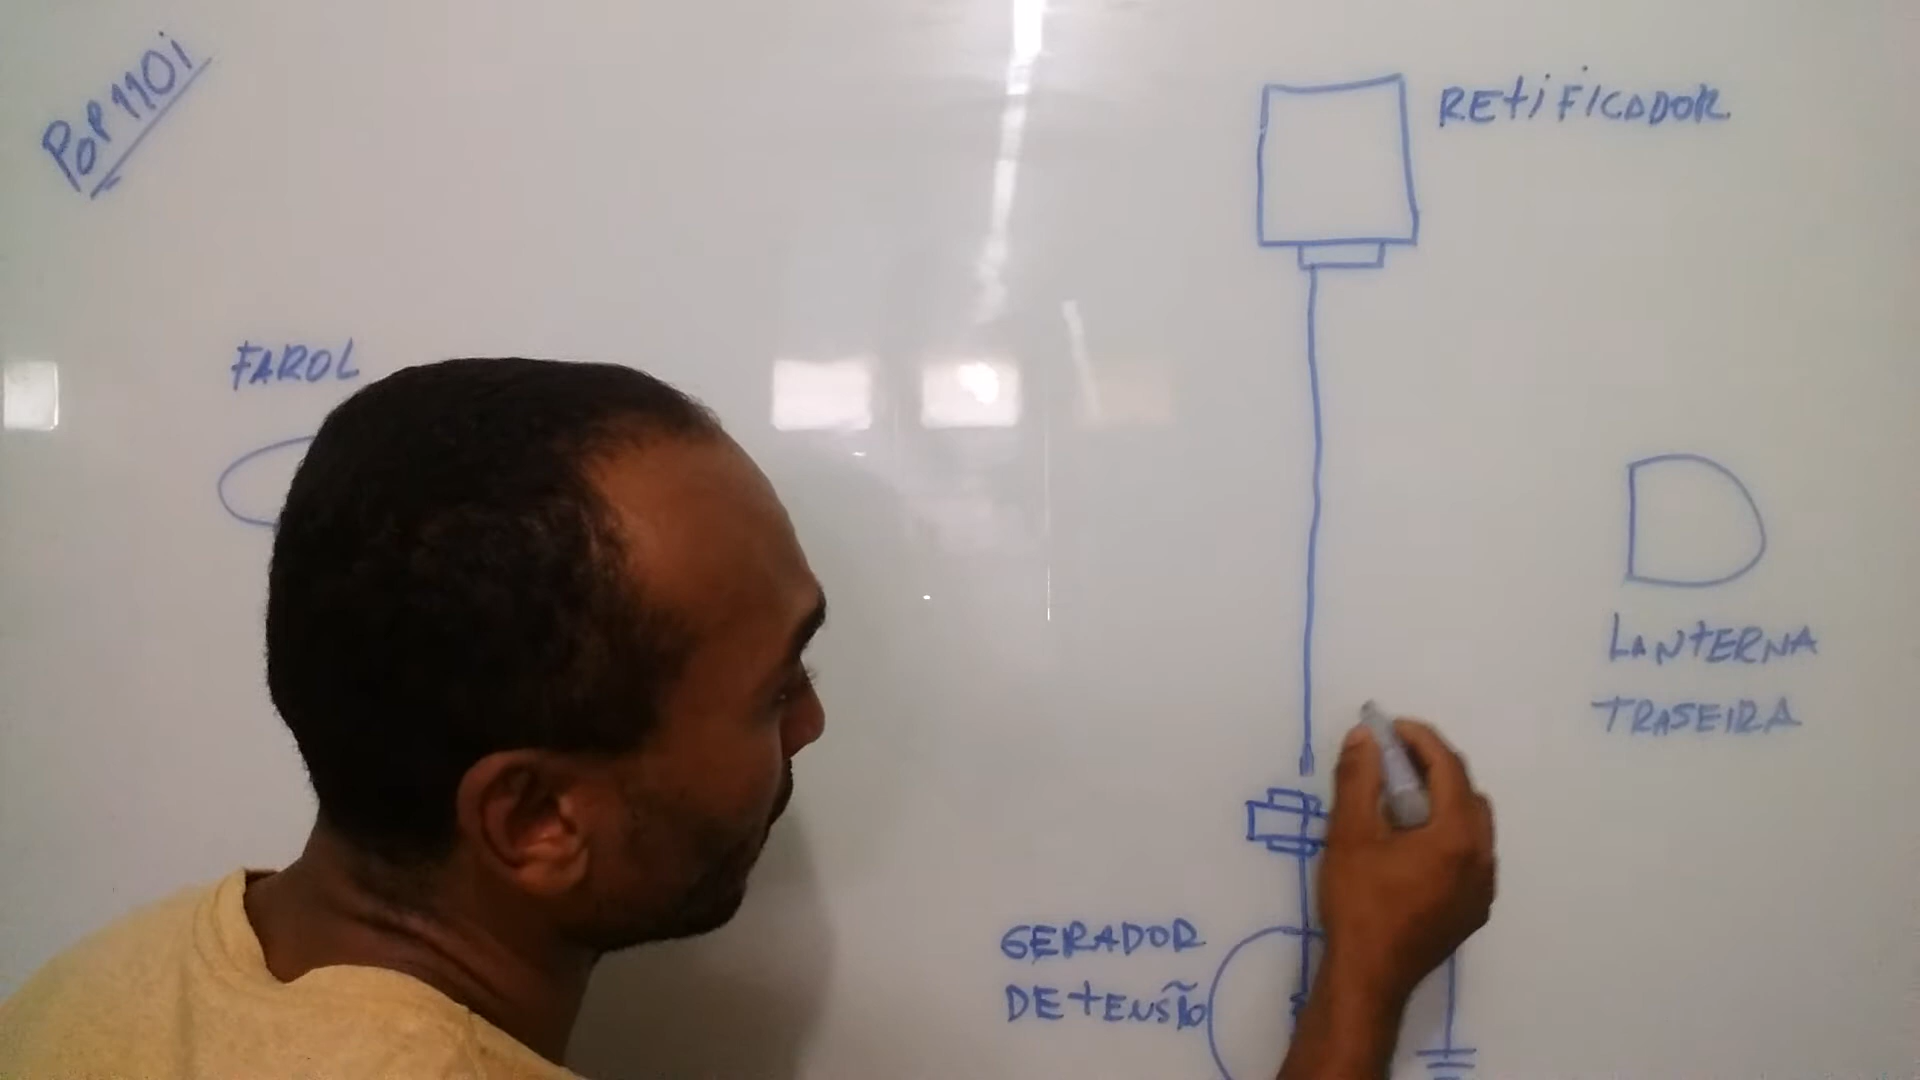 POP 110i
RETIFICADOR
FAROL
LANTERNA
TRASEIRA
GERADOR
DE TENSÃO